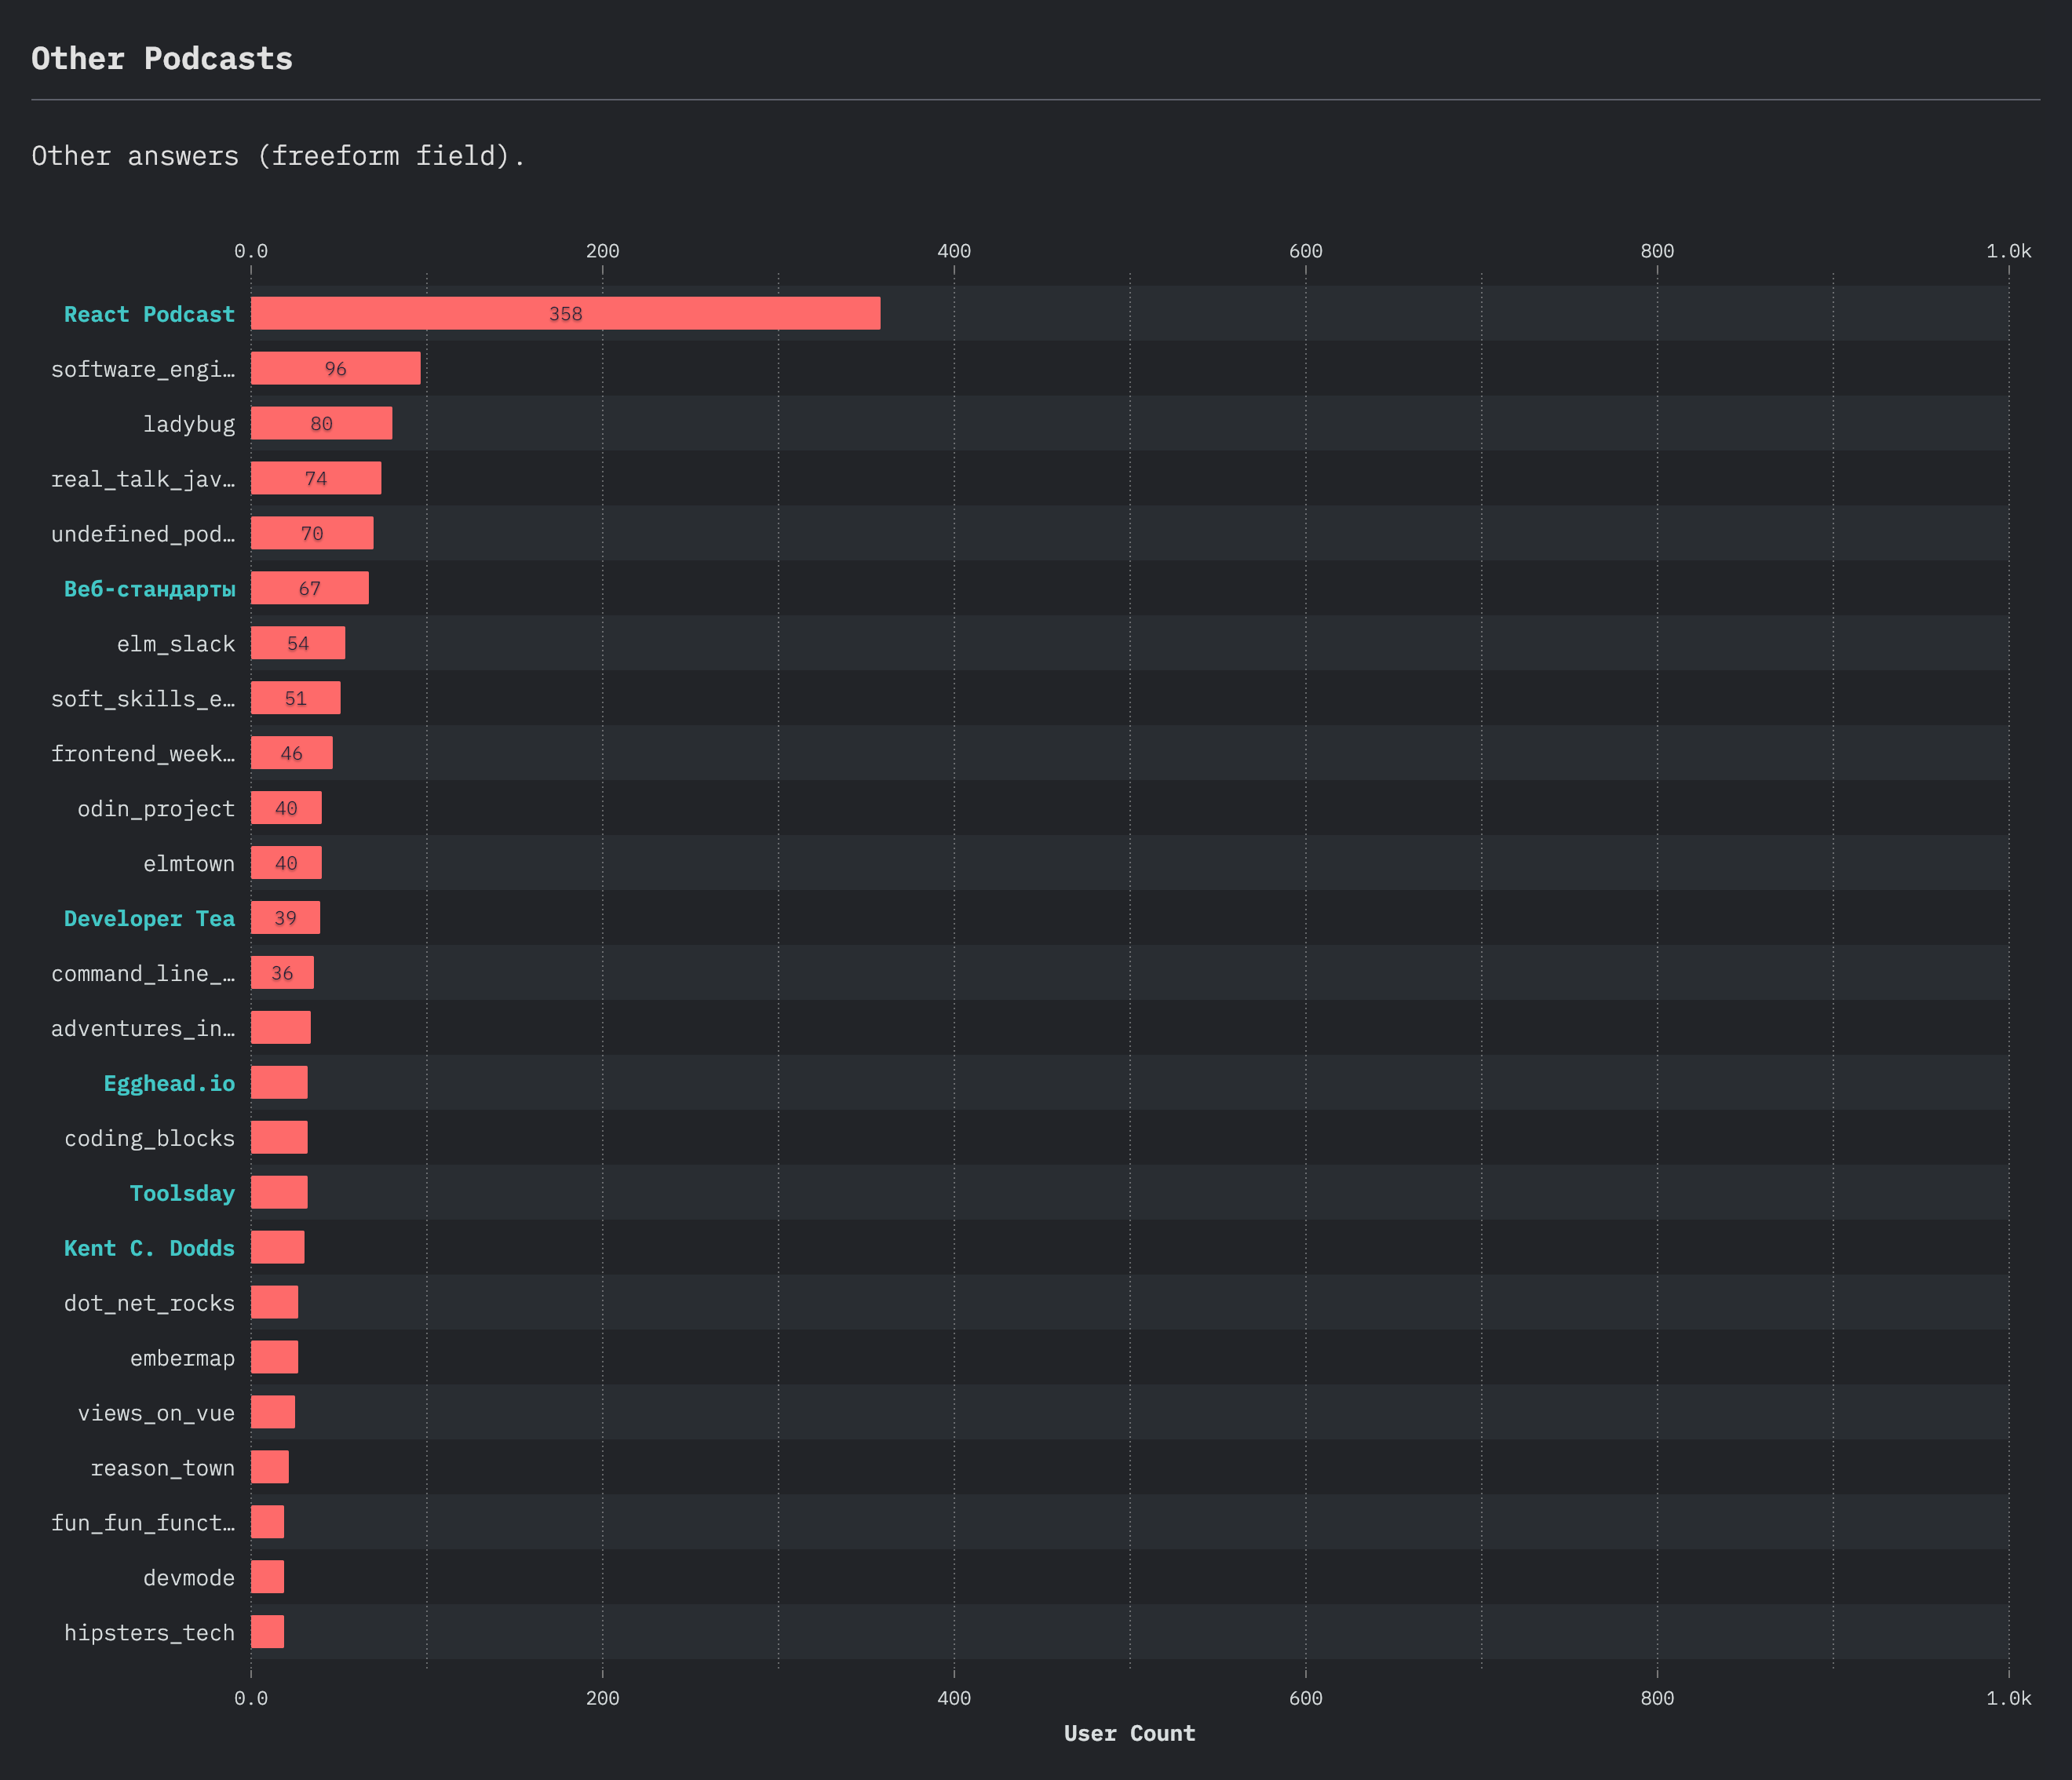 Other Podcasts
Other answers (freeform field).
0.0 200 400 600 800 1.0k
React Podcast 358
software_engi… 96
ladybug 80
real_talk_jav… 74
undefined_pod… 70
Веб-стандарты 67
elm_slack 54
soft_skills_e… 51
frontend_week… 46
odin_project 40
elmtown 40
Developer Tea 39
command_line_… 36
adventures_in…
Egghead.io
coding_blocks
Toolsday
Kent C. Dodds
dot_net_rocks
embermap
views_on_vue
reason_town
fun_fun_funct…
devmode
hipsters_tech
0.0 200 400 600 800 1.0k
User Count